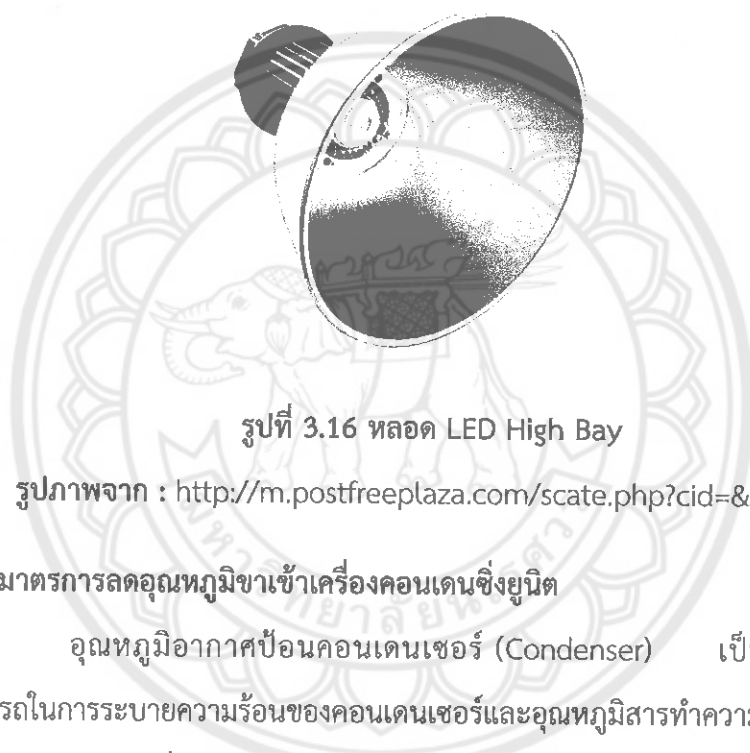 รูปที่ 3.16 หลอด LED High Bay
รูปภาพจาก : http://m.postfreeplaza.com/scate.php?cid=&
มาตรการลดอุณหภูมิขาเข้าเครื่องคอนเดนซิ่งยูนิต
อุณหภูมิอากาศป้อนคอนเดนเซอร์ (Condenser) เป็
รถในการระบายความร้อนของคอนเดนเซอร์และอุณหภูมิสารทำความ